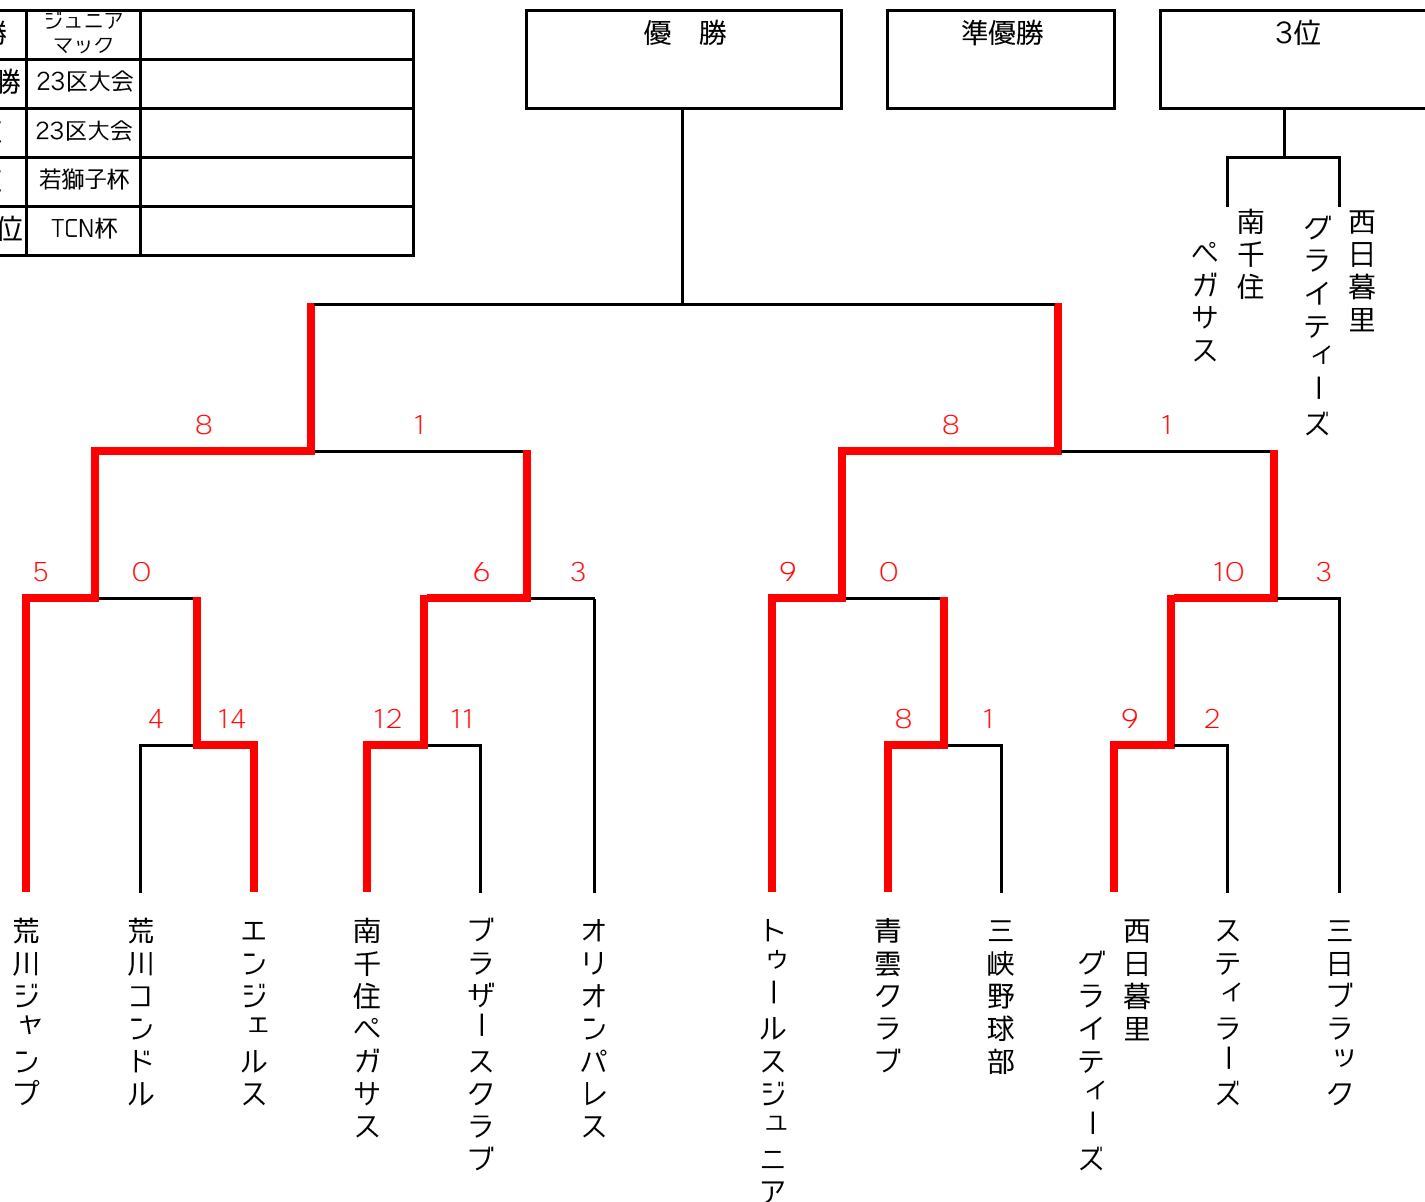 勝
ジュニア
マック
勝
23区大会
23区大会
若獅子杯
位
TCN杯
優　勝
準優勝
3位
南千住
ペガサス
西日暮里
グライティーズ
8
1
8
1
5
0
6
3
9
0
10
3
4
14
12
11
8
1
9
2
荒川ジャンプ
荒川コンドル
エンジェルス
南千住ペガサス
ブラザースクラブ
オリオンパレス
トゥールスジュニア
青雲クラブ
三峡野球部
西日暮里
グライティーズ
スティラーズ
三日ブラック